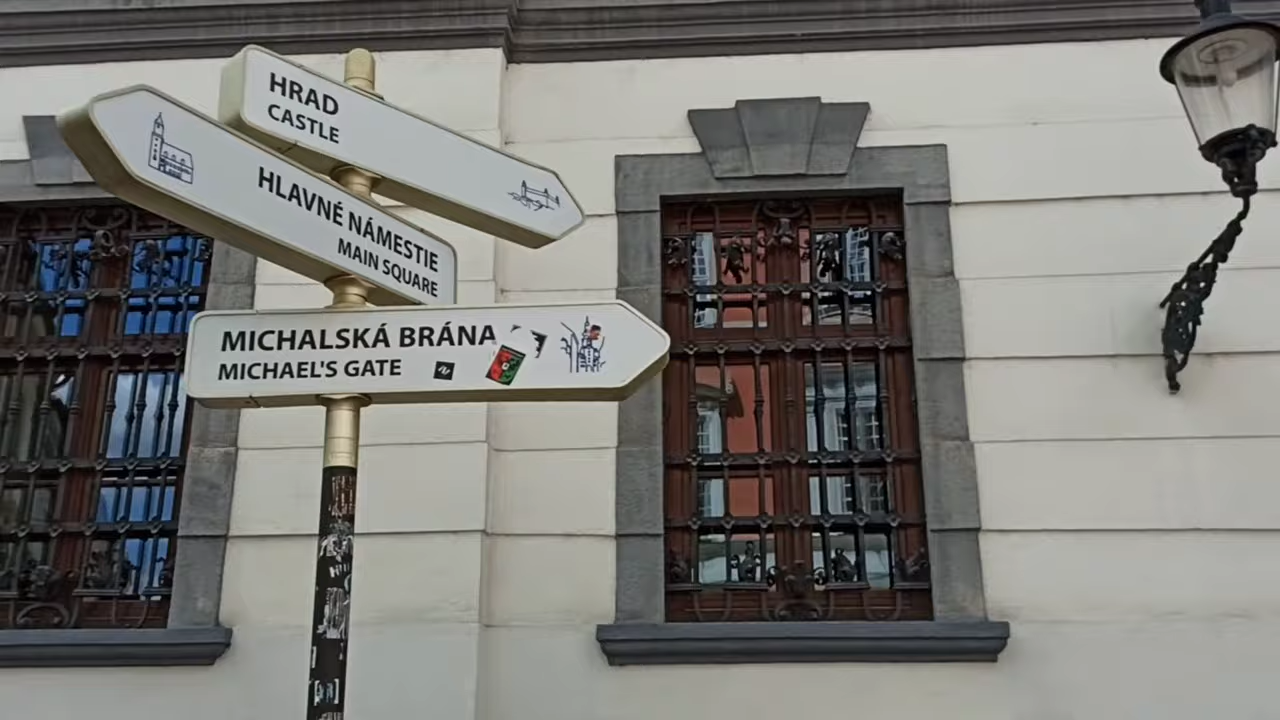 HRAD
CASTLE
HLAVNÉ NÁMESTIE
MAIN SQUARE
MICHALSKÁ BRÁNA
MICHAEL'S GATE